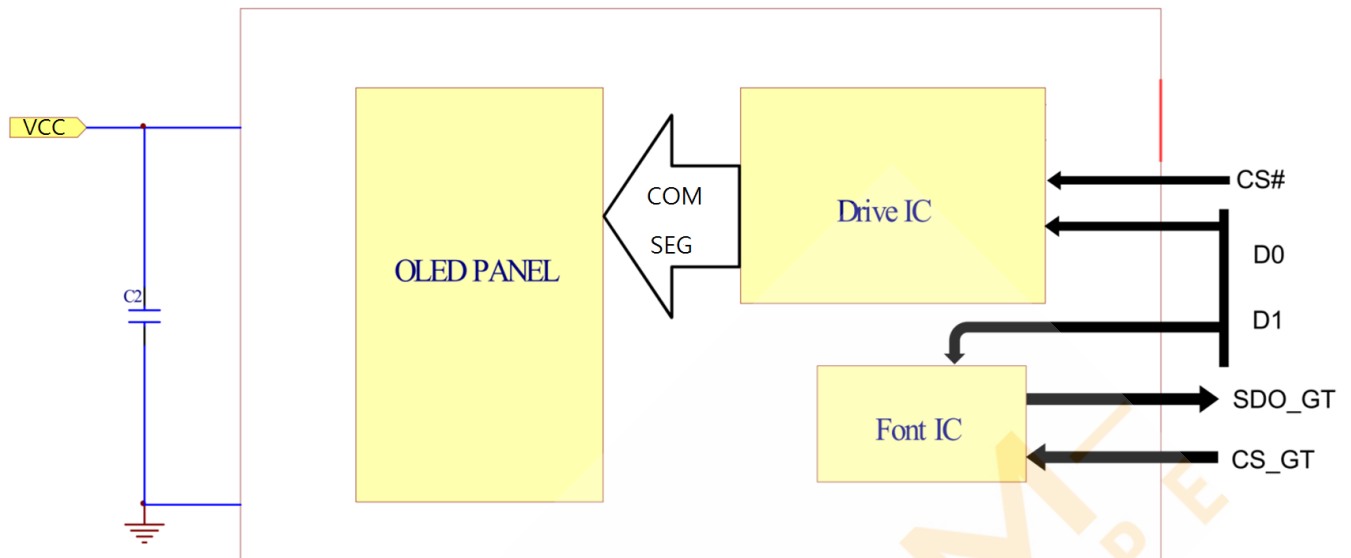 VCC
C2
OLED PANEL
COM
SEG
Drive IC
Font IC
CS#
D0
D1
SDO_GT
CS_GT